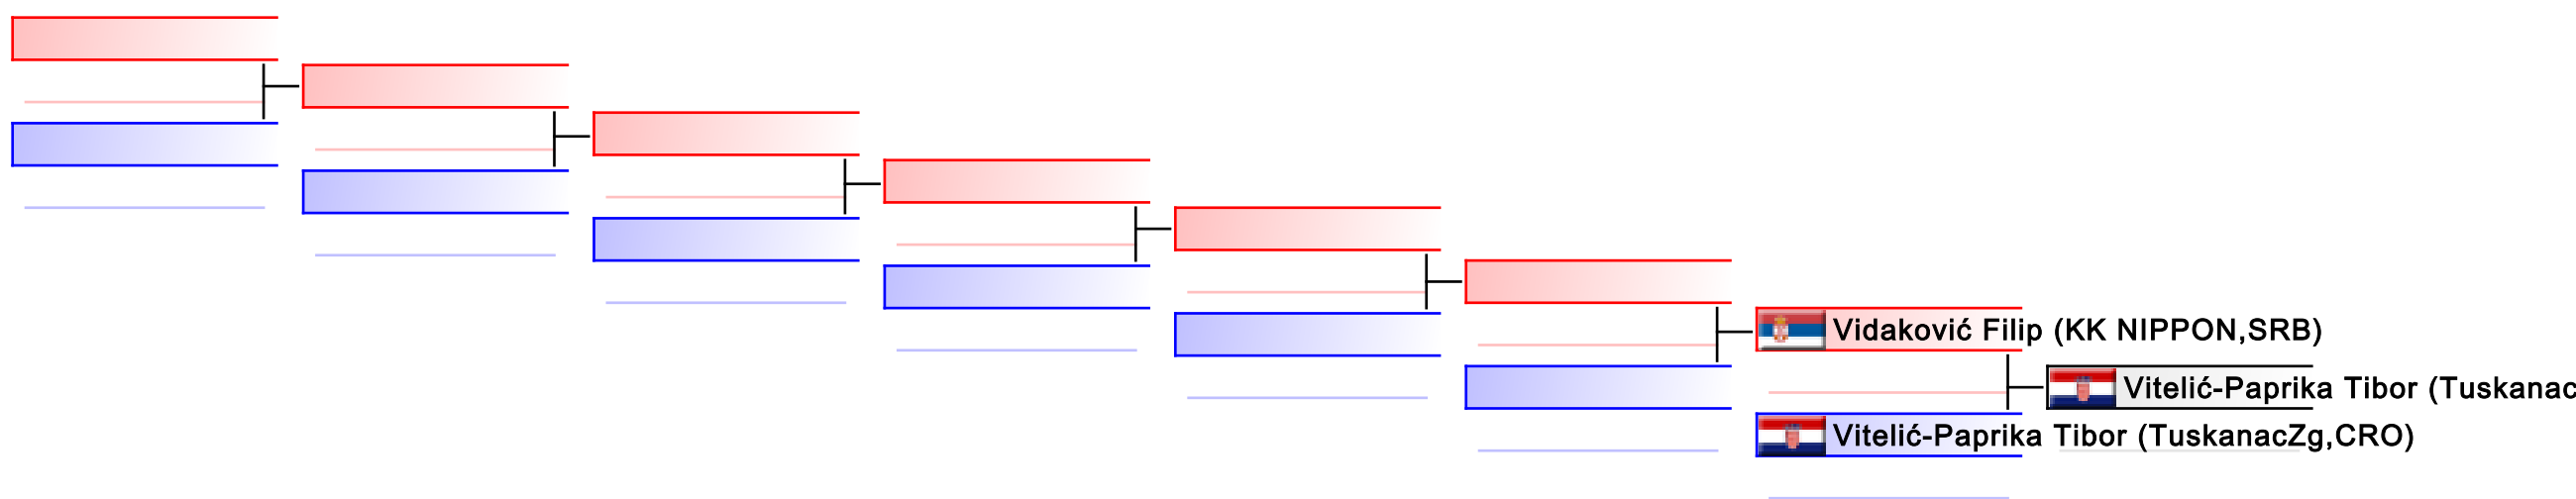 Vidaković Filip (KK NIPPON,SRB)
Vitelić-Paprika Tibor (Tuskanac
Vitelić-Paprika Tibor (TuskanacZg,CRO)